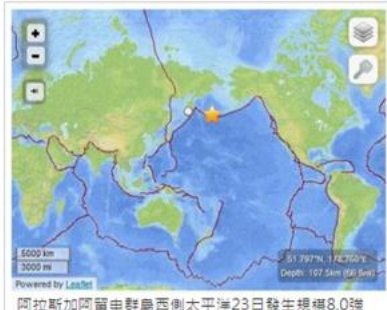 +
-
5000 km
3000 mi
51.797°N, 178.760°E
Depth: 107.5km (66.8mi)
Powered by Leaflet
阿拉斯加阿留申群島西側太平洋23日發生規模8.0強